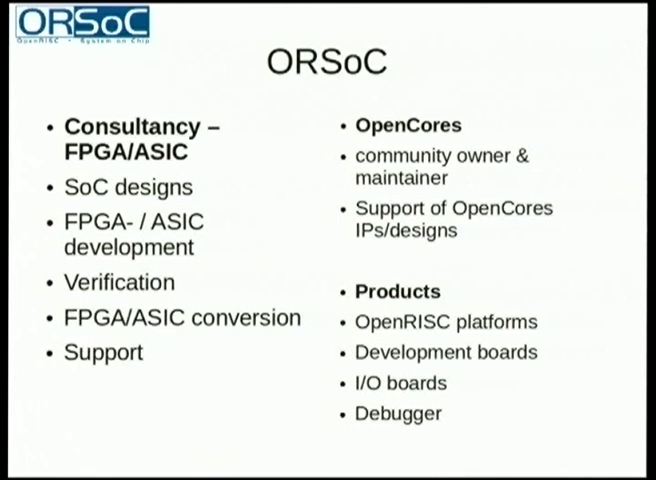 ORSoC
OpenRISC • System on Chip
ORSoC
• Consultancy –
FPGA/ASIC
• SoC designs
• FPGA- / ASIC
development
• Verification
• FPGA/ASIC conversion
• Support
• OpenCores
• community owner &
maintainer
• Support of OpenCores
IPs/designs
• Products
• OpenRISC platforms
• Development boards
• I/O boards
• Debugger